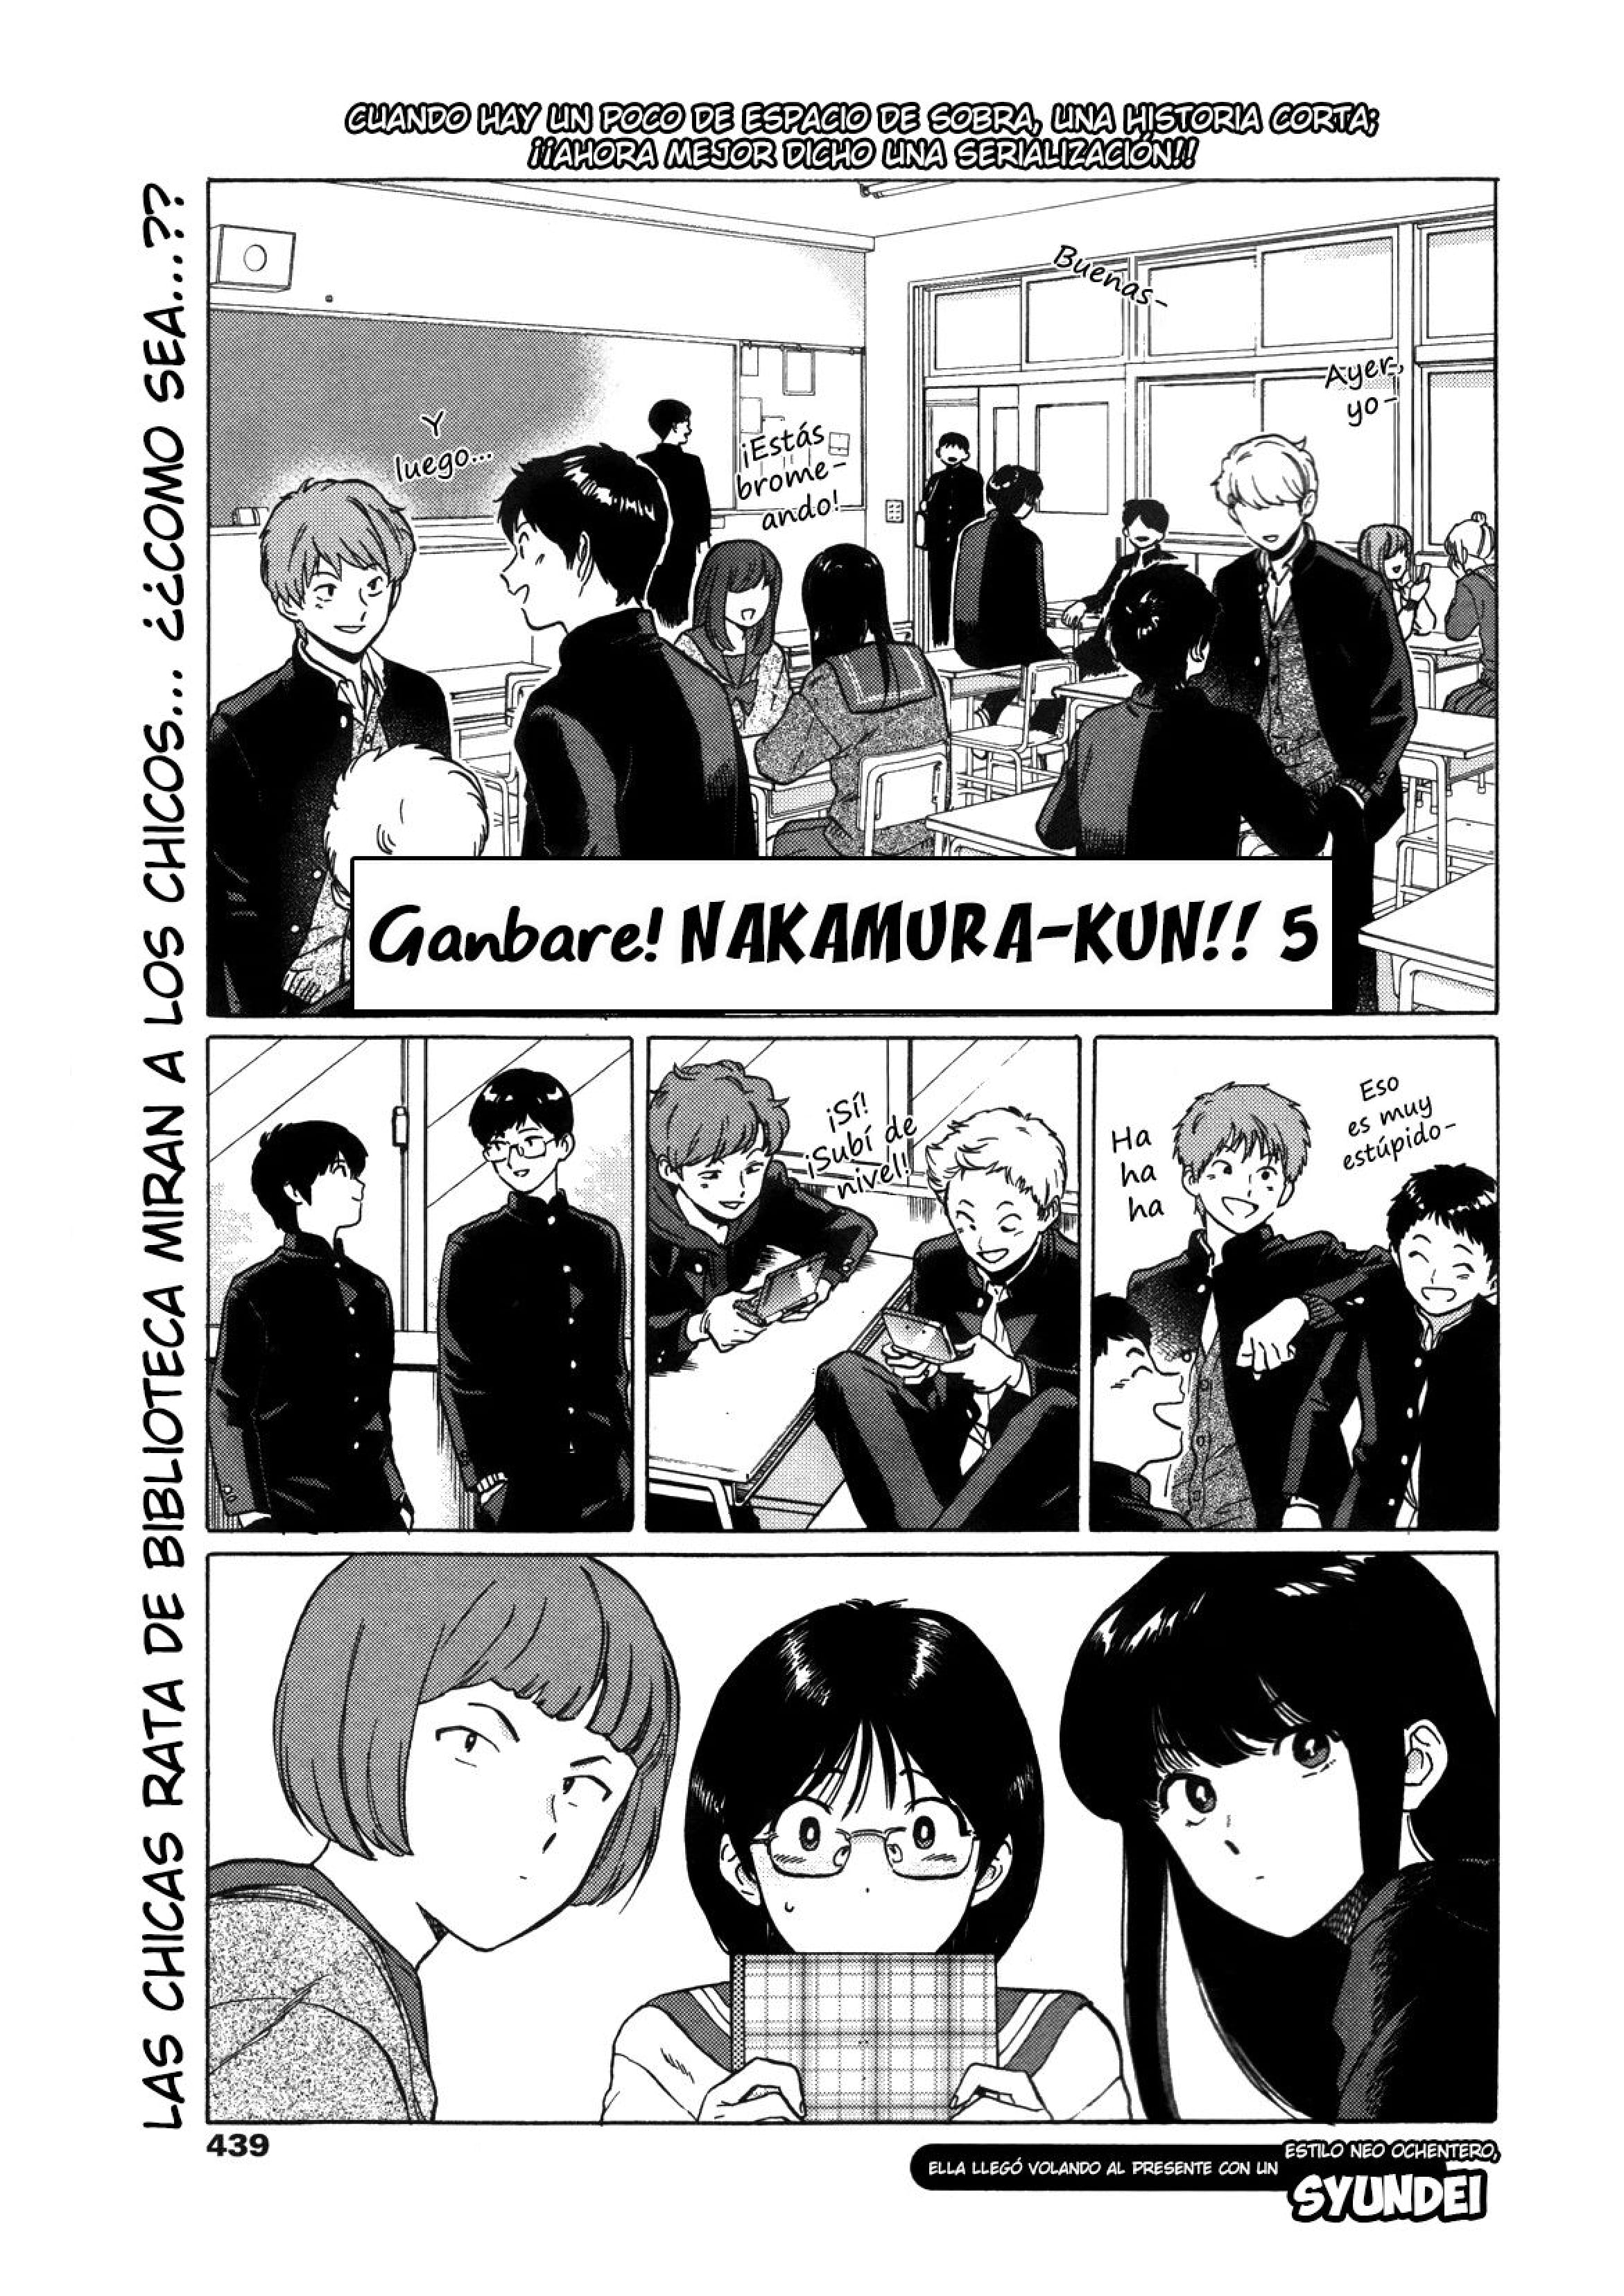 CUANDO HAY UN POCO DE ESPACIO DE SOBRA, UNA HISTORIA CORTA;
¡¡AHORA MEJOR DICHO UNA SERIALIZACIÓN!!
LAS CHICAS RATA DE BIBLIOTECA MIRAN A LOS CHICOS... ¿¿COMO SEA...??
Buenas-
Ayer,
yo-
Y
luego...
¡Estás
brome-
ando!
Ganbare! NAKAMURA-KUN!! 5
¡Sí!
¡Subí de
nivel!
Ha
ha
ha
Eso
es muy
estúpido-
439
ELLA LLEGÓ VOLANDO AL PRESENTE CON UN
ESTILO NEO OCHENTERO,
SYUNDEI